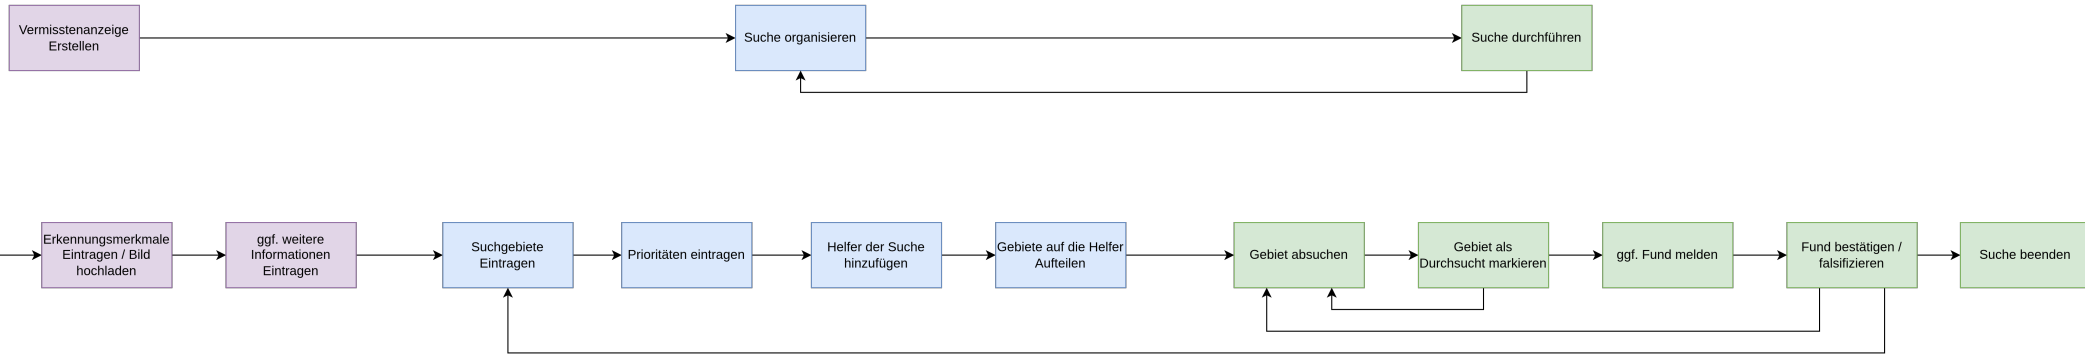 Vermisstenanzeige
Erstellen
Suche organisieren
Suche durchführen
Erkennungsmerkmale
Eintragen / Bild
hochladen
ggf. weitere
Informationen
Eintragen
Suchgebiete
Eintragen
Prioritäten eintragen
Helfer der Suche
hinzufügen
Gebiete auf die Helfer
Aufteilen
Gebiet absuchen
Gebiet als
Durchsucht markieren
ggf. Fund melden
Fund bestätigen /
falsifizieren
Suche beenden